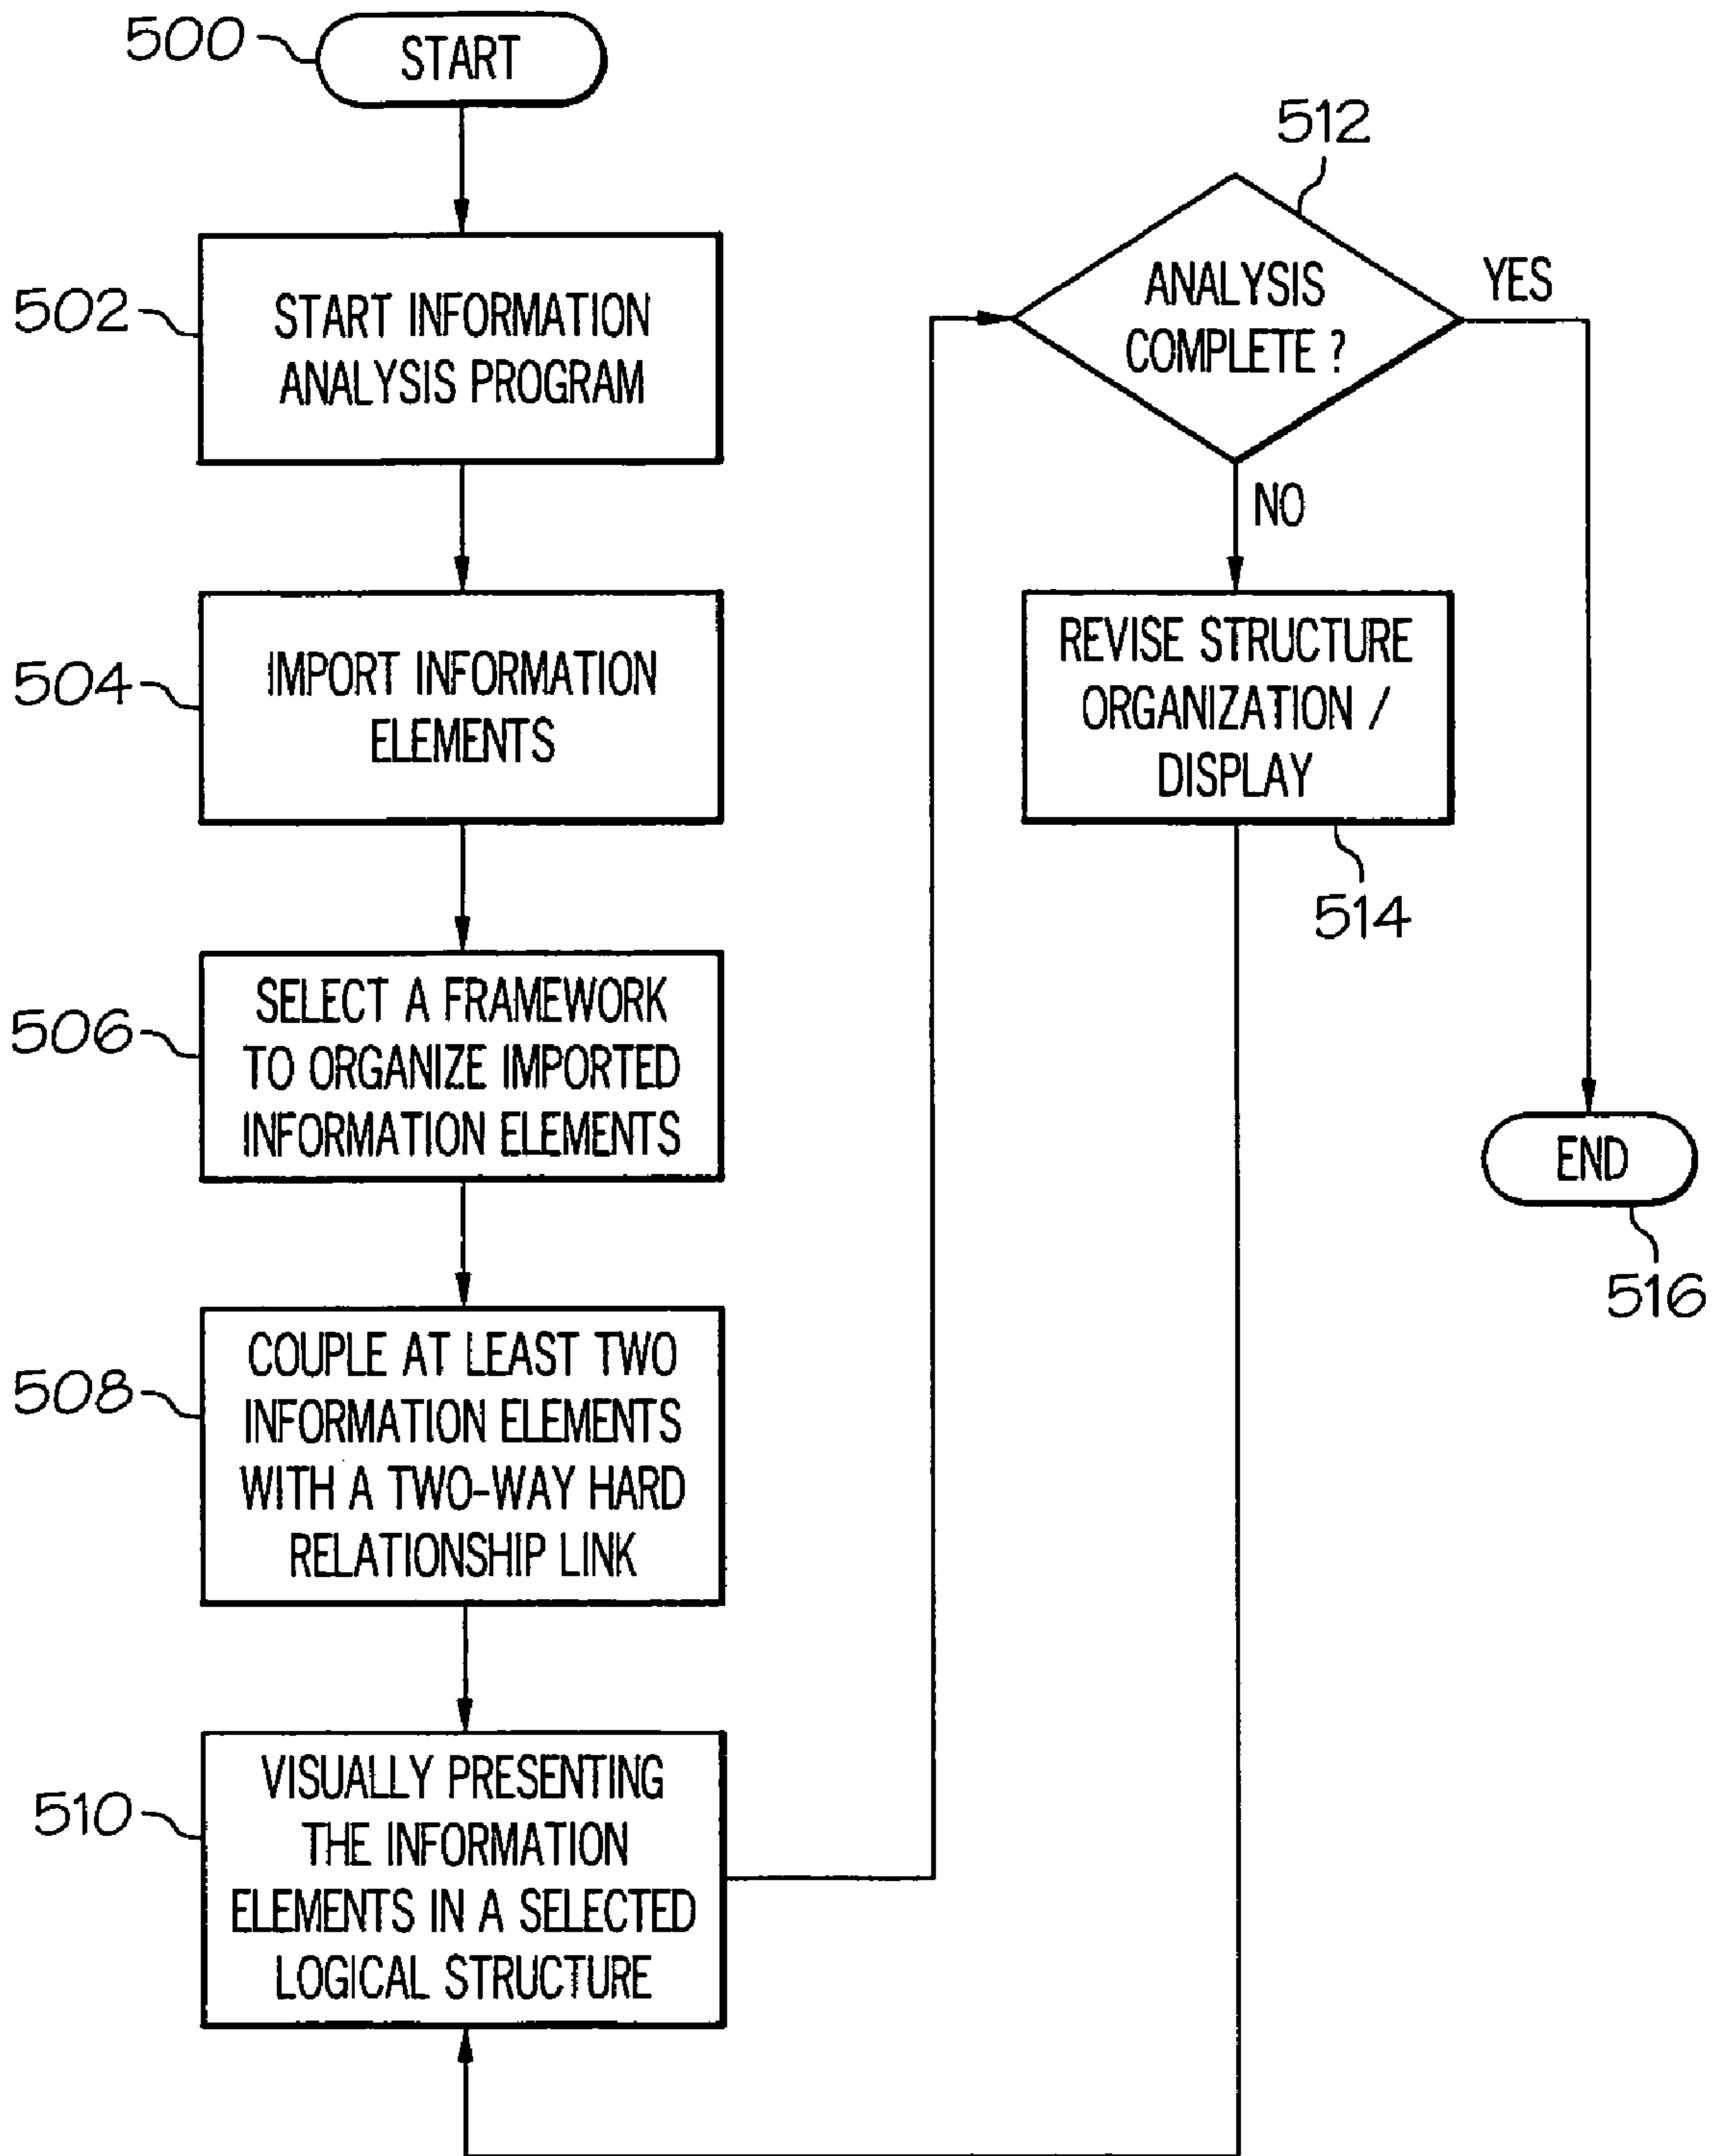 500
START
502
START INFORMATION
ANALYSIS PROGRAM
504
IMPORT INFORMATION
ELEMENTS
506
SELECT A FRAMEWORK
TO ORGANIZE IMPORTED
INFORMATION ELEMENTS
508
COUPLE AT LEAST TWO
INFORMATION ELEMENTS
WITH A TWO-WAY HARD
RELATIONSHIP LINK
510
VISUALLY PRESENTING
THE INFORMATION
ELEMENTS IN A SELECTED
LOGICAL STRUCTURE
512
ANALYSIS
COMPLETE ?
YES
NO
REVISE STRUCTURE
ORGANIZATION /
DISPLAY
514
END
516